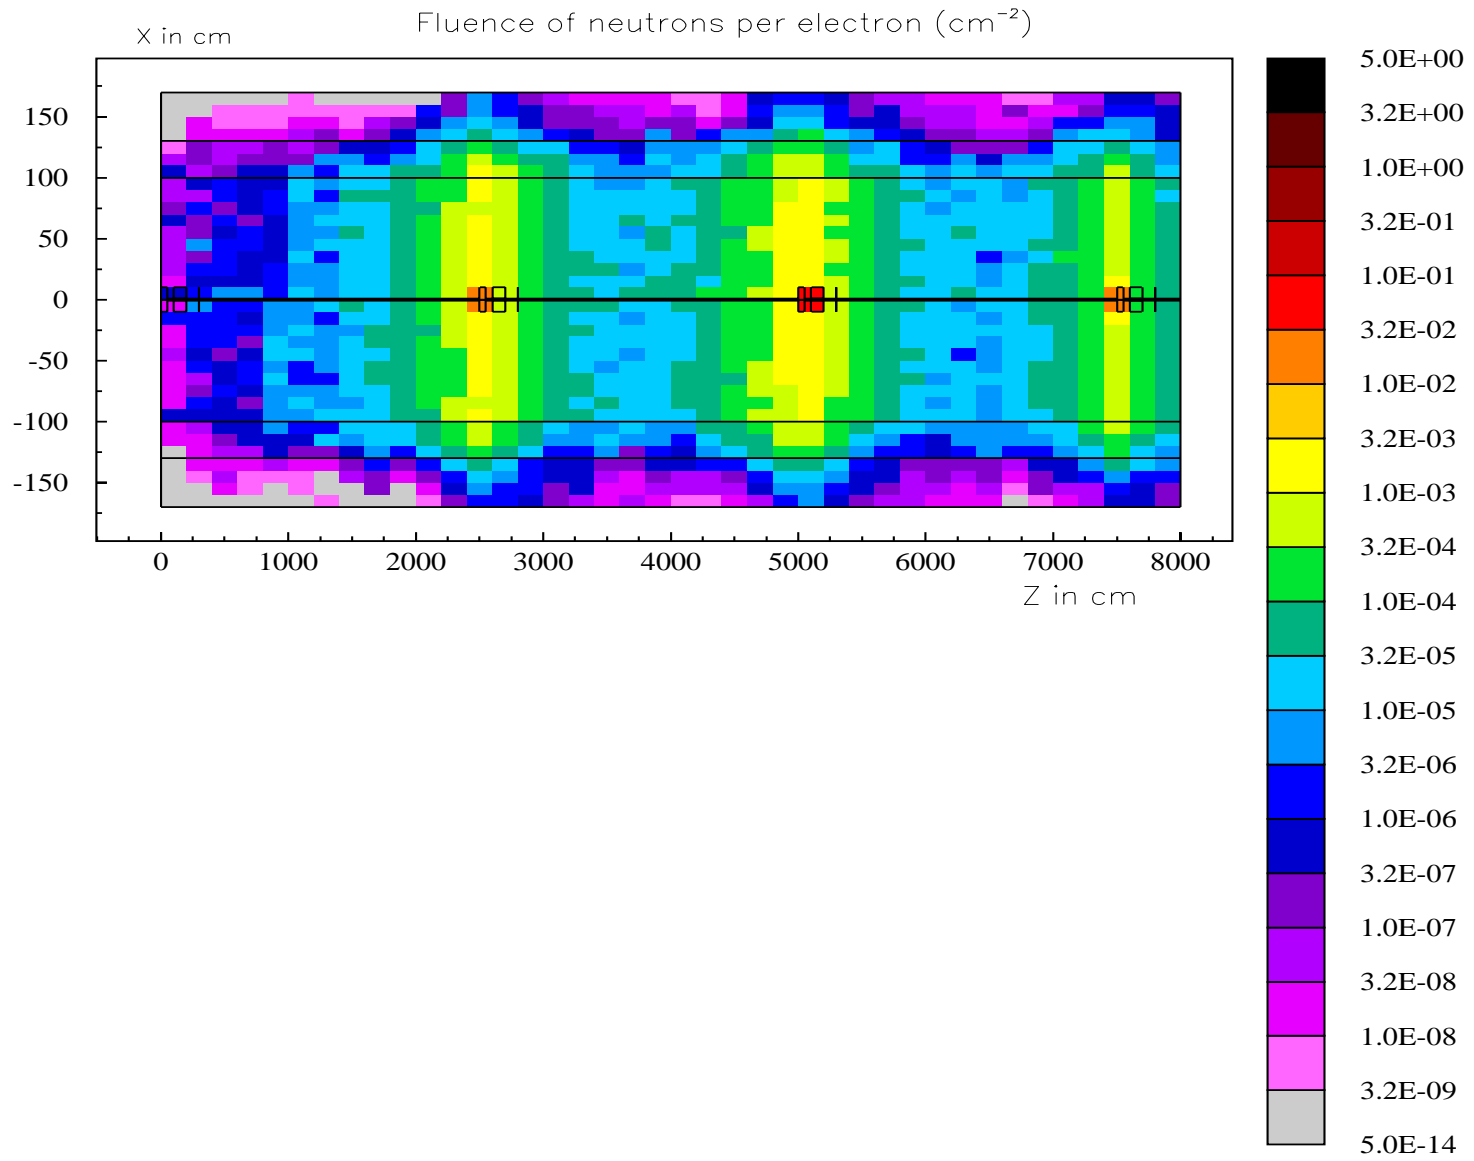 Fluence of neutrons per electron (cm⁻²)
X in cm
150
100
50
0
-50
-100
-150
0 1000 2000 3000 4000 5000 6000 7000 8000
Z in cm
5.0E+00
3.2E+00
1.0E+00
3.2E-01
1.0E-01
3.2E-02
1.0E-02
3.2E-03
1.0E-03
3.2E-04
1.0E-04
3.2E-05
1.0E-05
3.2E-06
1.0E-06
3.2E-07
1.0E-07
3.2E-08
1.0E-08
3.2E-09
5.0E-14